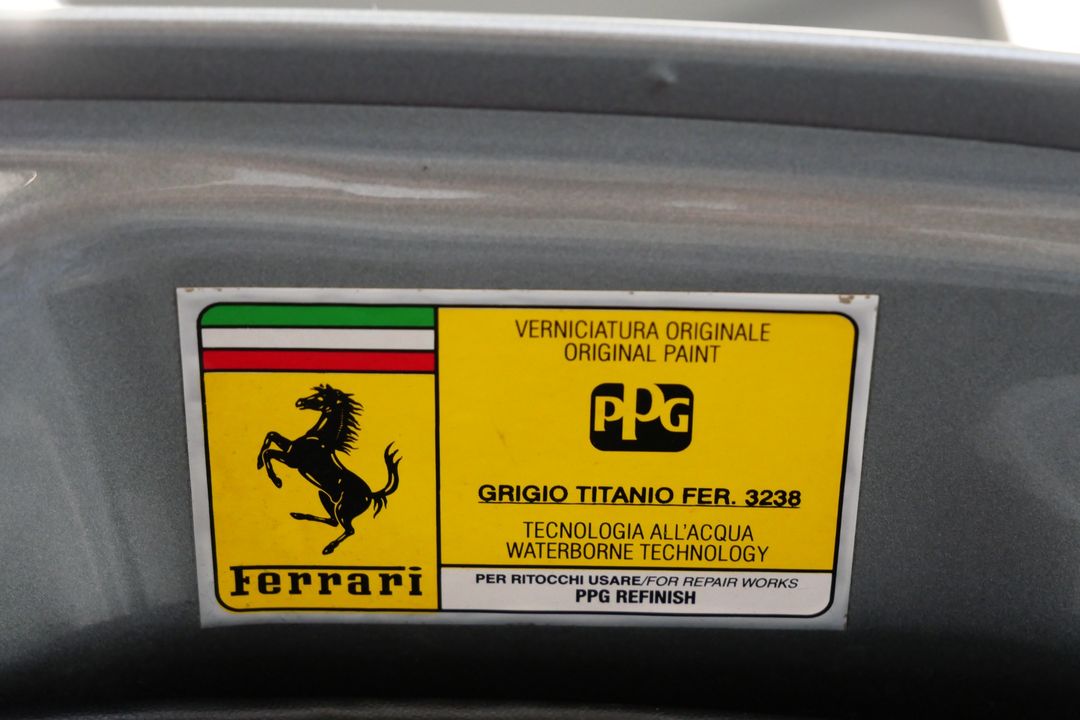 Ferrari
VERNICIATURA ORIGINALE
ORIGINAL PAINT
PPG
GRIGIO TITANIO FER. 3238
TECNOLOGIA ALL'ACQUA
WATERBORNE TECHNOLOGY
PER RITOCCHI USARE/FOR REPAIR WORKS
PPG REFINISH